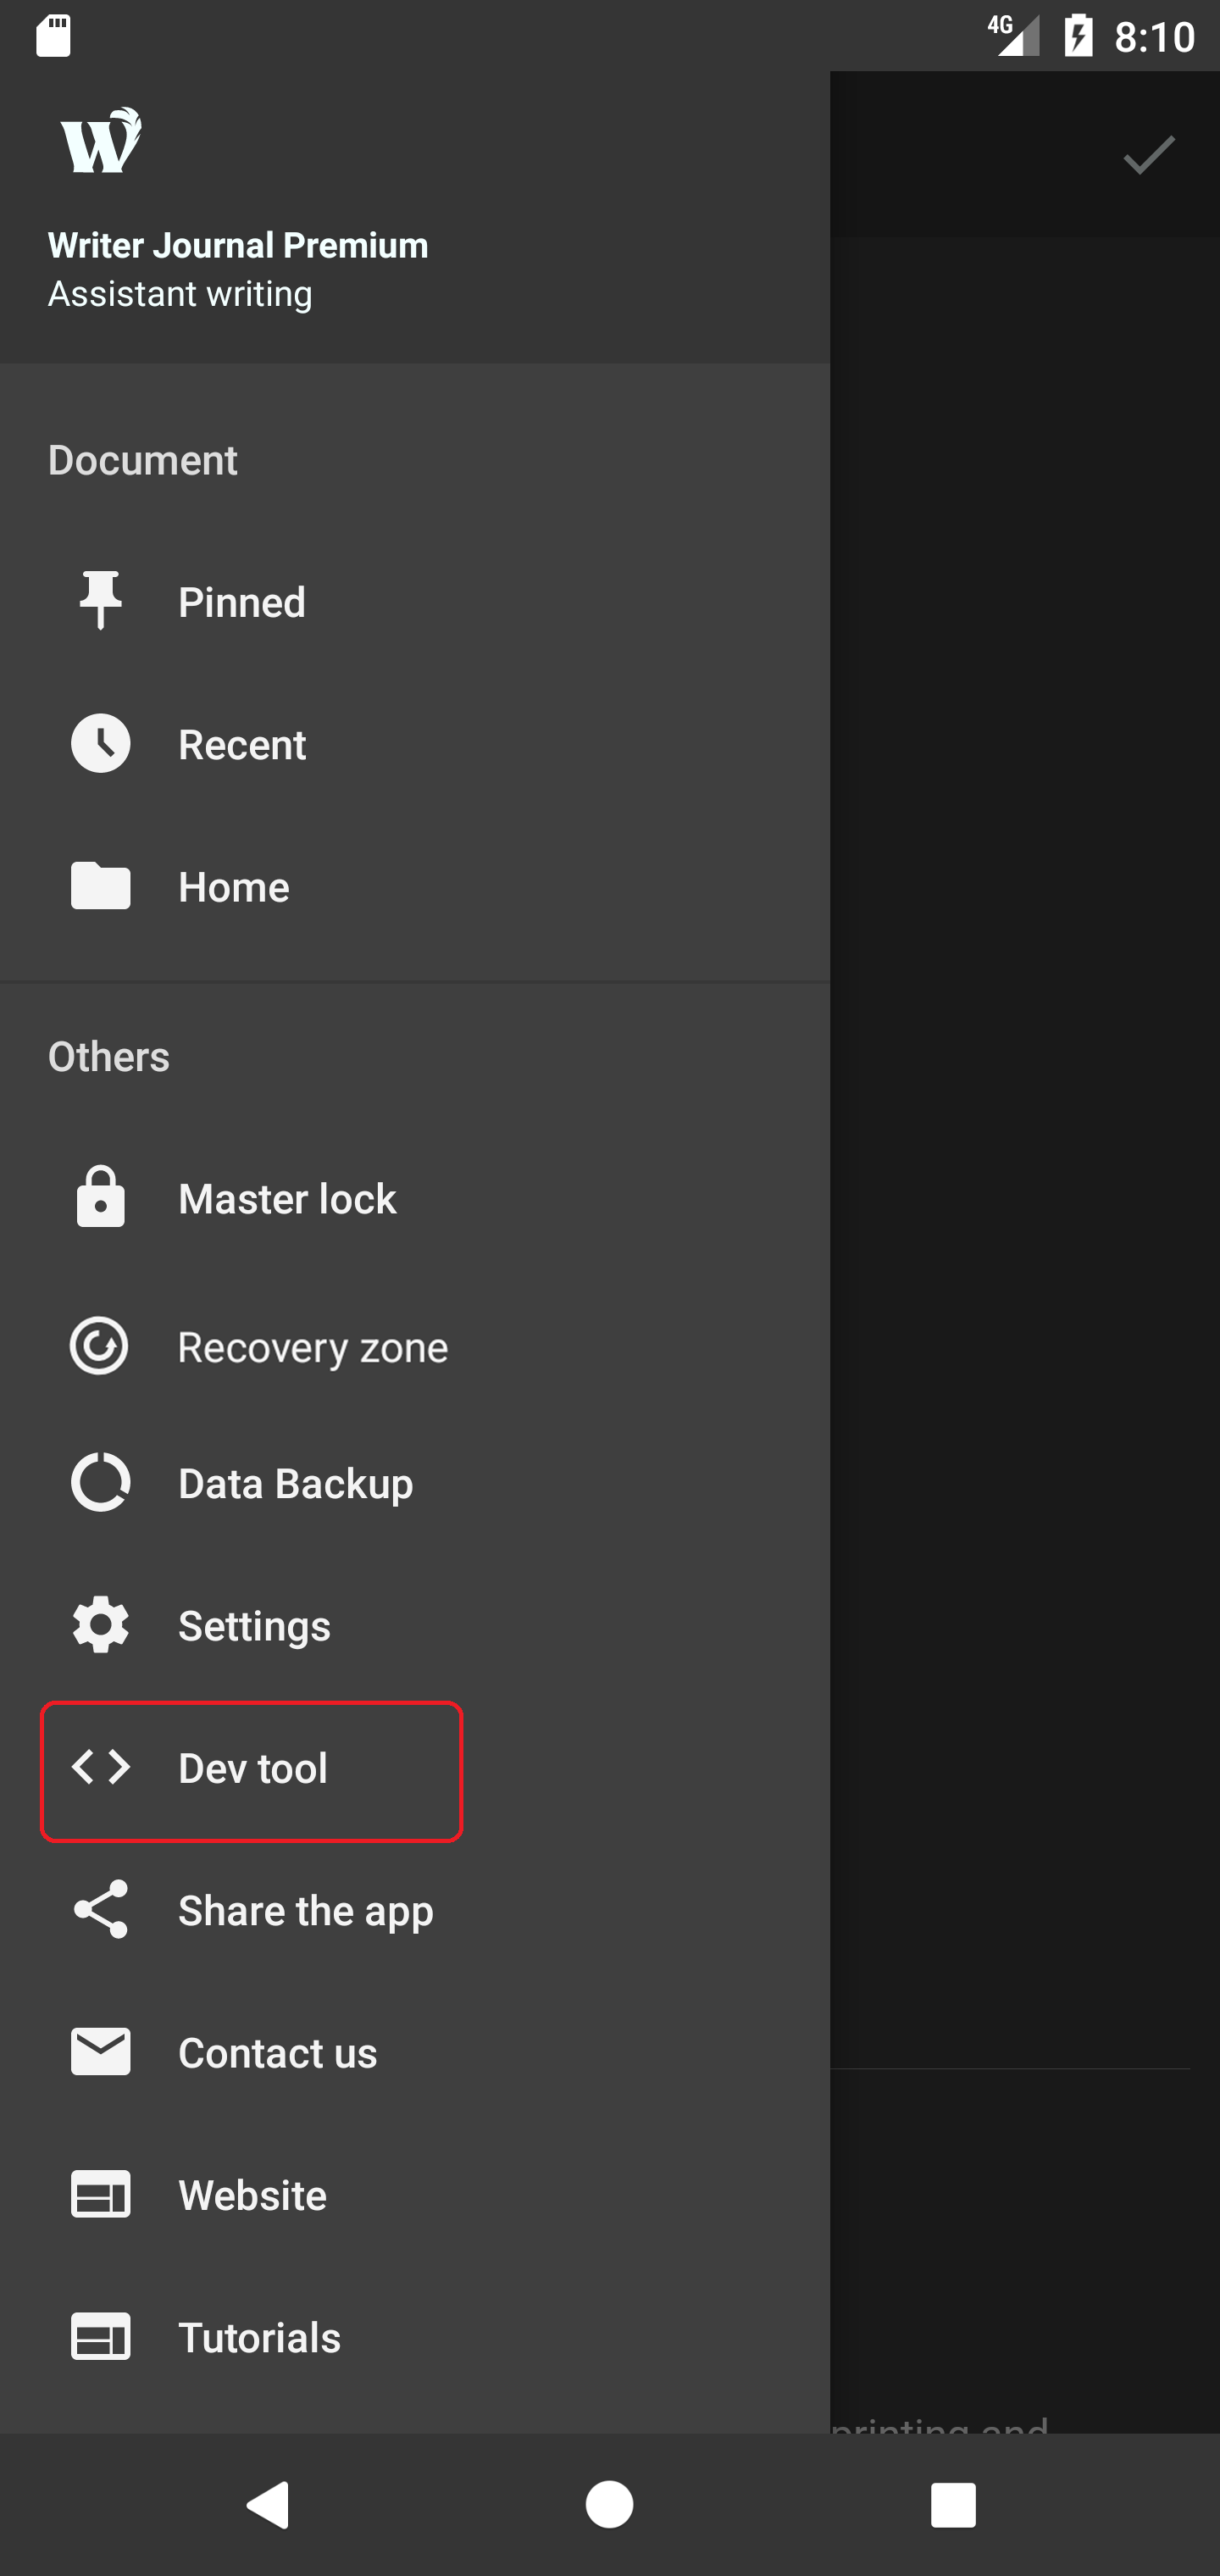 4G 8:10
W
Writer Journal Premium
Assistant writing
Document
Pinned
Recent
Home
Others
Master lock
Recovery zone
Data Backup
Settings
Dev tool
Share the app
Contact us
Website
Tutorials
printing and